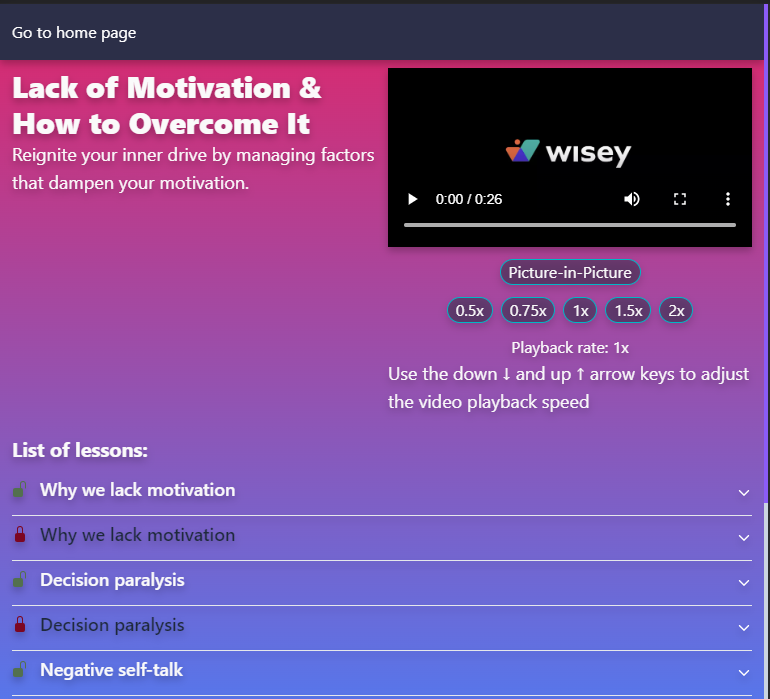 Go to home page
Lack of Motivation &
How to Overcome It
Reignite your inner drive by managing factors
that dampen your motivation.
wisey
0:00 / 0:26
Picture-in-Picture
0.5x 0.75x 1x 1.5x 2x
Playback rate: 1x
Use the down ↓ and up ↑ arrow keys to adjust
the video playback speed
List of lessons:
Why we lack motivation
Why we lack motivation
Decision paralysis
Decision paralysis
Negative self-talk